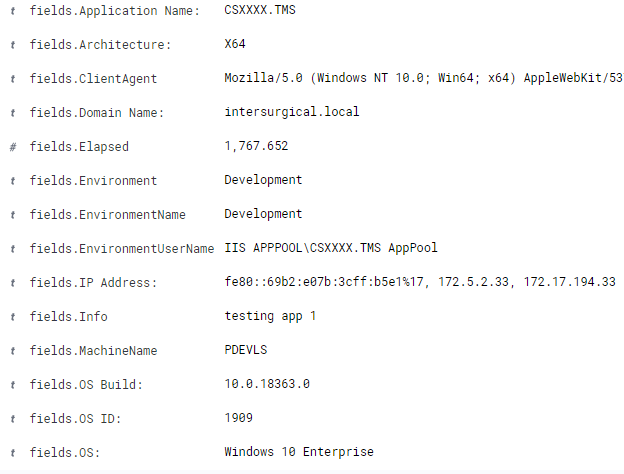 t fields.Application Name: CSXXXX.TMS
t fields.Architecture: X64
t fields.ClientAgent Mozilla/5.0 (Windows NT 10.0; Win64; x64) AppleWebKit/53
t fields.Domain Name: intersurgical.local
# fields.Elapsed 1,767.652
t fields.Environment Development
t fields.EnvironmentName Development
t fields.EnvironmentUserName IIS APPPOOL\CSXXXX.TMS AppPool
t fields.IP Address: fe80::69b2:e07b:3cff:b5e1%17, 172.5.2.33, 172.17.194.33
t fields.Info testing app 1
t fields.MachineName PDEVLS
t fields.OS Build: 10.0.18363.0
t fields.OS ID: 1909
t fields.OS: Windows 10 Enterprise